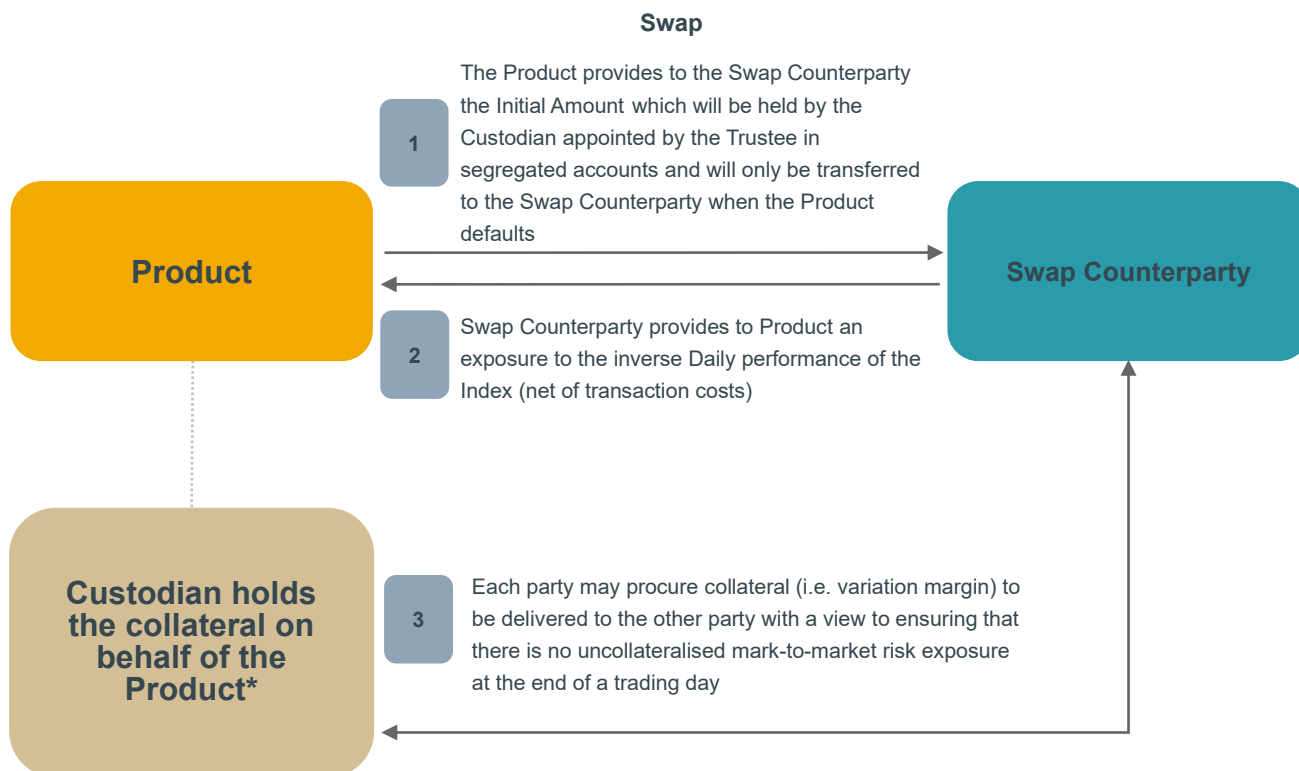 Swap
The Product provides to the Swap Counterparty
the Initial Amount which will be held by the
Custodian appointed by the Trustee in
segregated accounts and will only be transferred
to the Swap Counterparty when the Product
defaults
1
Product
Swap Counterparty
2
Swap Counterparty provides to Product an
exposure to the inverse Daily performance of the
Index (net of transaction costs)
Custodian holds
the collateral on
behalf of the
Product*
3
Each party may procure collateral (i.e. variation margin) to
be delivered to the other party with a view to ensuring that
there is no uncollateralised mark-to-market risk exposure
at the end of a trading day